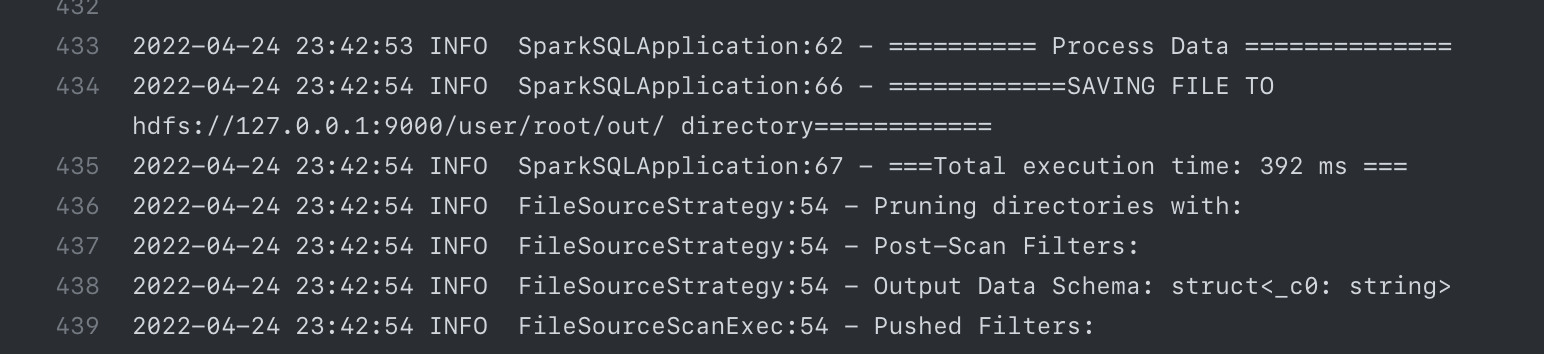 432
433 2022-04-24 23:42:53 INFO  SparkSQLApplication:62 - ========== Process Data ==============
434 2022-04-24 23:42:54 INFO  SparkSQLApplication:66 - ============SAVING FILE TO
hdfs://127.0.0.1:9000/user/root/out/ directory============
435 2022-04-24 23:42:54 INFO  SparkSQLApplication:67 - ===Total execution time: 392 ms ===
436 2022-04-24 23:42:54 INFO  FileSourceStrategy:54 - Pruning directories with:
437 2022-04-24 23:42:54 INFO  FileSourceStrategy:54 - Post-Scan Filters:
438 2022-04-24 23:42:54 INFO  FileSourceStrategy:54 - Output Data Schema: struct<_c0: string>
439 2022-04-24 23:42:54 INFO  FileSourceScanExec:54 - Pushed Filters: